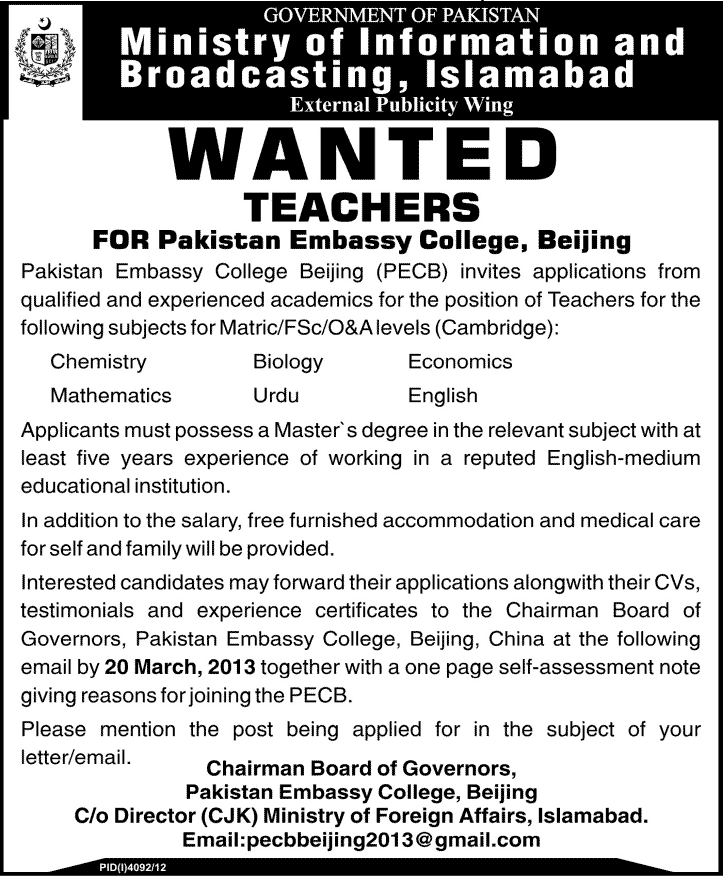 GOVERNMENT OF PAKISTAN
Ministry of Information and
Broadcasting, Islamabad
External Publicity Wing
WANTED
TEACHERS
FOR Pakistan Embassy College, Beijing
Pakistan Embassy College Beijing (PECB) invites applications from
qualified and experienced academics for the position of Teachers for the
following subjects for Matric/FSc/O&A levels (Cambridge):
Chemistry Biology Economics
Mathematics Urdu English
Applicants must possess a Master`s degree in the relevant subject with at
least five years experience of working in a reputed English-medium
educational institution.
In addition to the salary, free furnished accommodation and medical care
for self and family will be provided.
Interested candidates may forward their applications alongwith their CVs,
testimonials and experience certificates to the Chairman Board of
Governors, Pakistan Embassy College, Beijing, China at the following
email by 20 March, 2013 together with a one page self-assessment note
giving reasons for joining the PECB.
Please mention the post being applied for in the subject of your
letter/email.
Chairman Board of Governors,
Pakistan Embassy College, Beijing
C/o Director (CJK) Ministry of Foreign Affairs, Islamabad.
Email:pecbbeijing2013@gmail.com
PID(I)4092/12